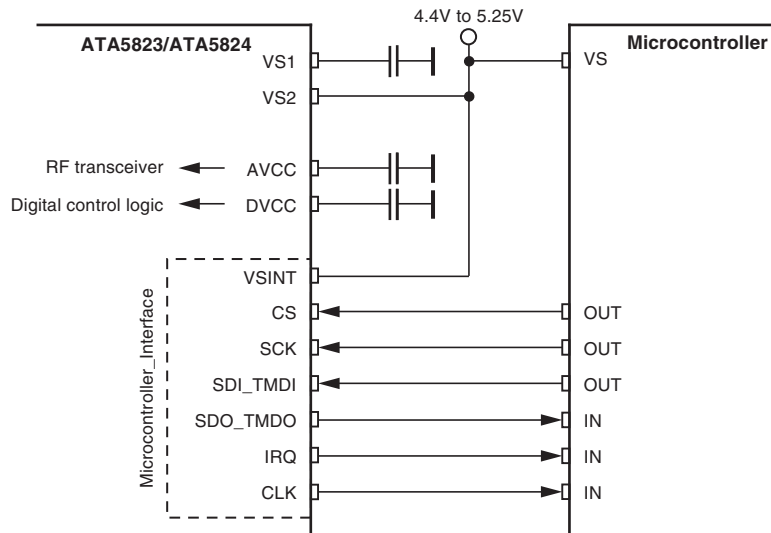 4.4V to 5.25V
ATA5823/ATA5824
Microcontroller
VS1
VS
VS2
RF transceiver
AVCC
Digital control logic
DVCC
Microcontroller_Interface
VSINT
CS
OUT
SCK
OUT
SDI_TMDI
OUT
SDO_TMDO
IN
IRQ
IN
CLK
IN